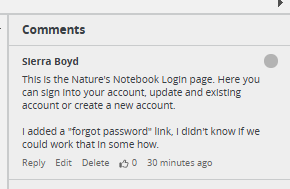 Comments
Sierra Boyd
This is the Nature's Notebook Login page. Here you
can sign into your account, update and existing
account or create a new account.
I added a "forgot password" link, I didn't know if we
could work that in some how.
Reply Edit Delete 0 30 minutes ago